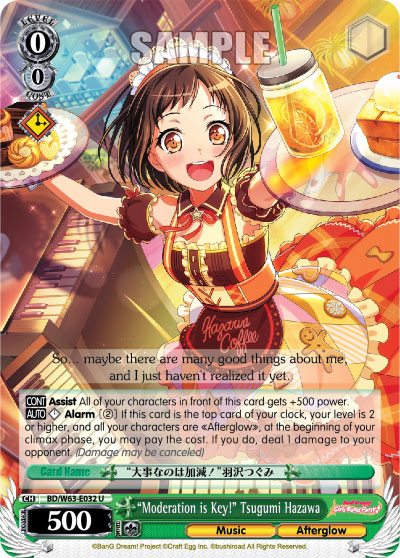 SAMPLE
LEVEL
0
0
COST
Hazawa Coffee
So... maybe there are many good things about me,
and I just haven't realized it yet.
CONT Assist All of your characters in front of this card gets +500 power.
AUTO Alarm [②] If this card is the top card of your clock, your level is 2
or higher, and all your characters are «Afterglow», at the beginning of your
climax phase, you may pay the cost. If you do, deal 1 damage to your
opponent. (Damage may be canceled)
Card Name “大事なのは加減!”羽沢つぐみ
CH BD/W63-E032 U
“Moderation is Key!” Tsugumi Hazawa
POWER 500
Music Afterglow
©BanG Dream! Project ©Craft Egg Inc. ©bushiroad All Rights Reserved.